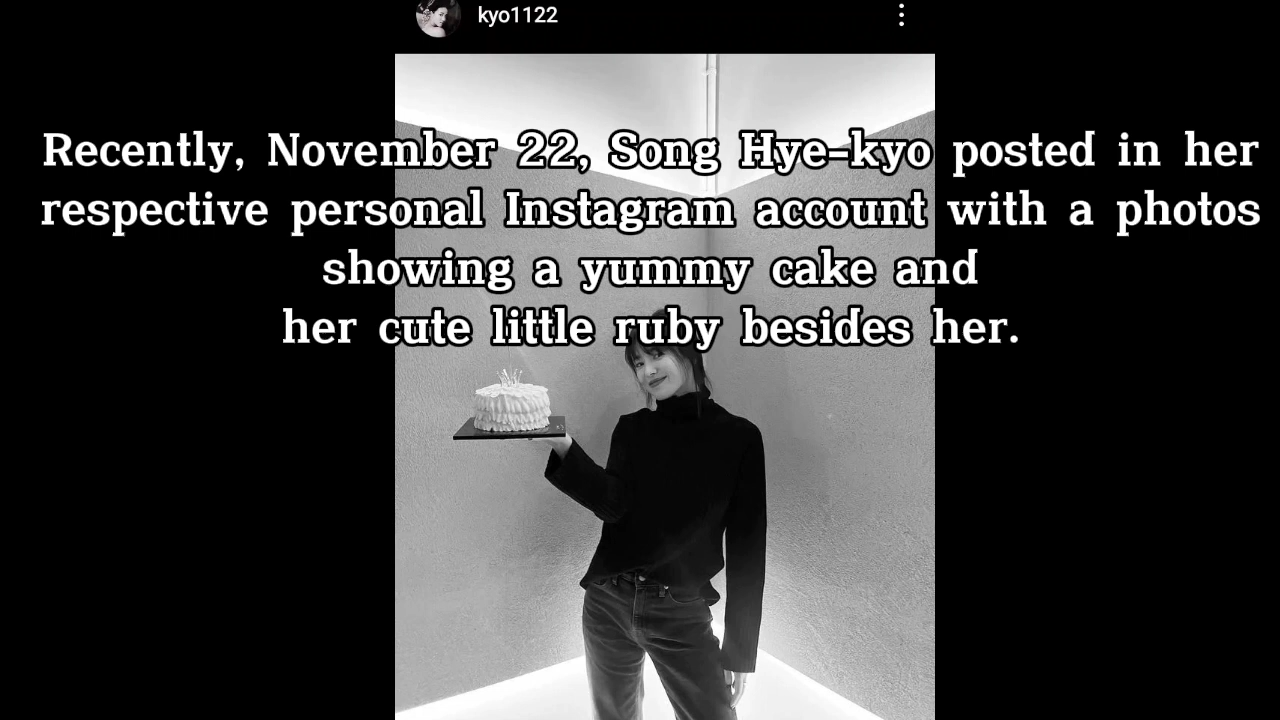 kyo1122
Recently, November 22, Song Hye-kyo posted in her
respective personal Instagram account with a photos
showing a yummy cake and
her cute little ruby besides her.